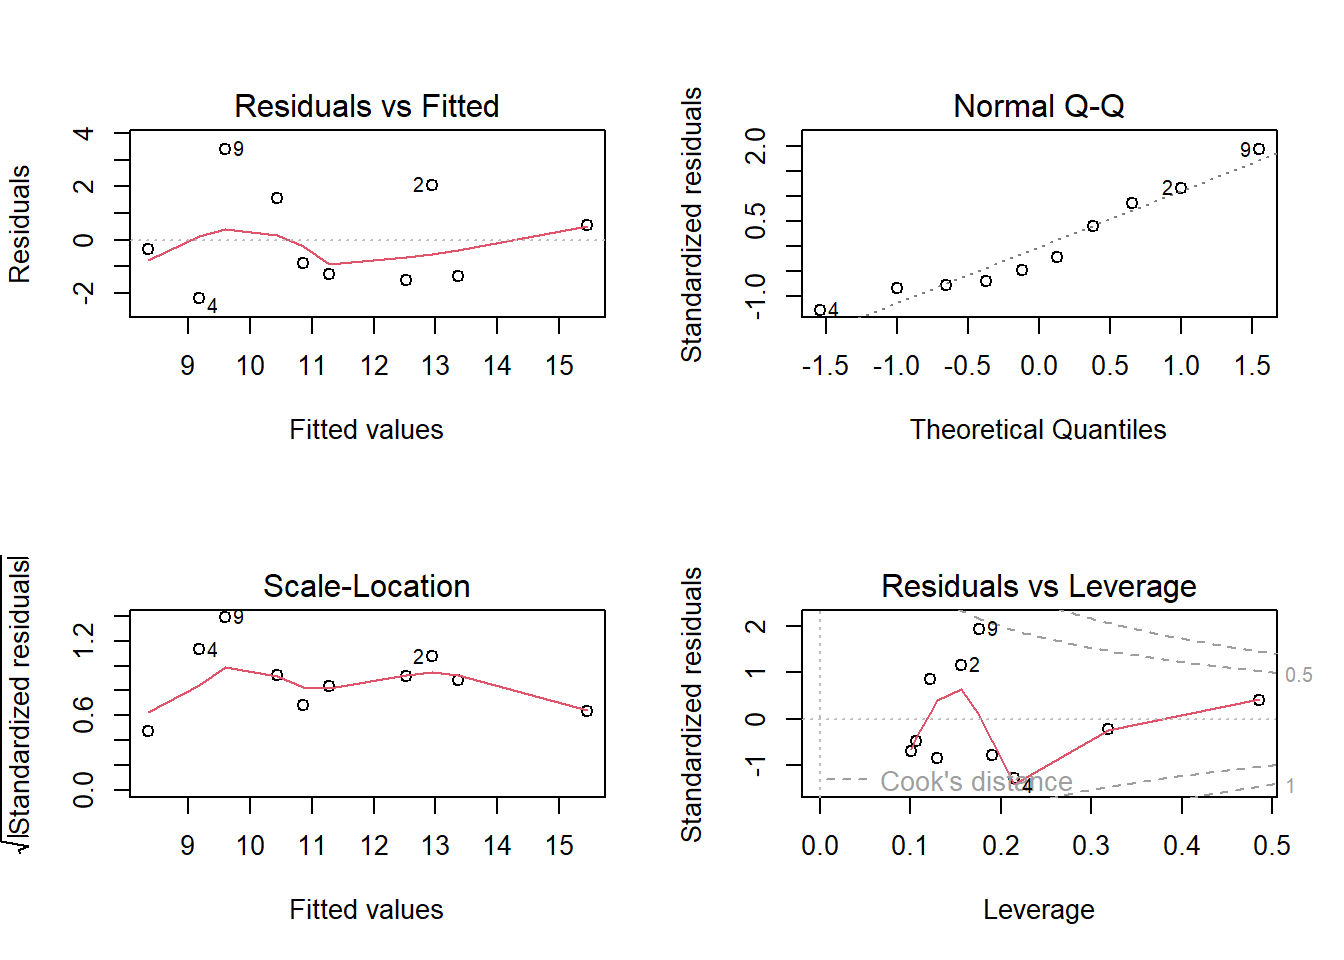 Residuals vs Fitted
Residuals
4
2
0
-2
9
2
4
9 10 11 12 13 14 15
Fitted values
Normal Q-Q
Standardized residuals
2.0
0.5
-1.0
9
2
4
-1.5 -1.0 -0.5 0.0 0.5 1.0 1.5
Theoretical Quantiles
Scale-Location
√|Standardized residuals|
1.2
0.6
0.0
9
4
2
9 10 11 12 13 14 15
Fitted values
Residuals vs Leverage
Standardized residuals
2
1
0
-1
9
2
4
0.5
1
Cook's distance
0.0 0.1 0.2 0.3 0.4 0.5
Leverage